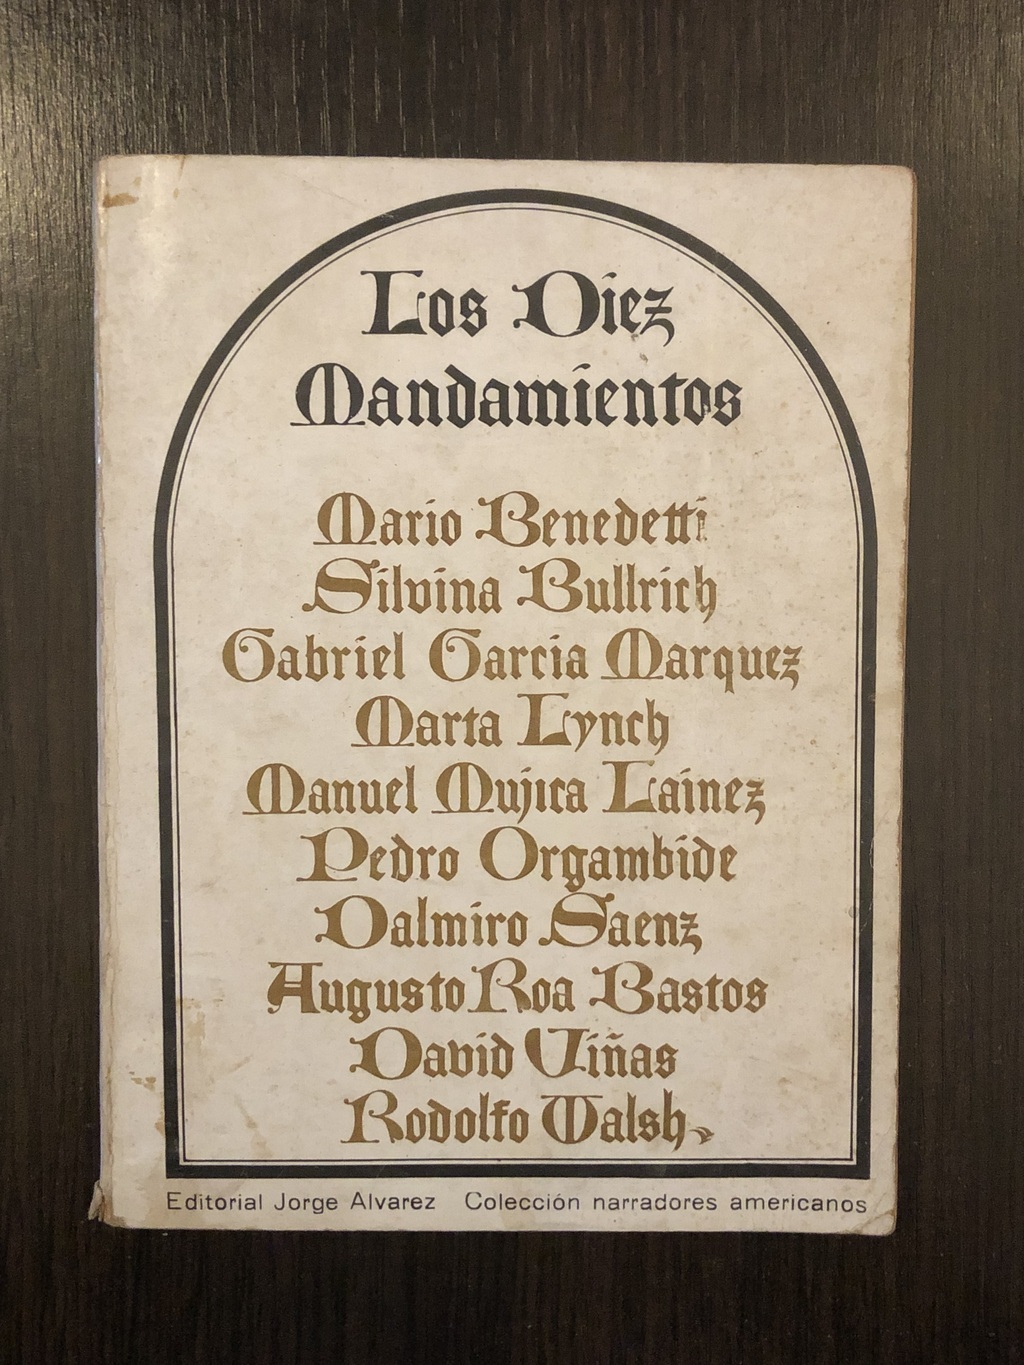 Los Diez
Mandamientos
Mario Benedetti
Silvina Bullrich
Gabriel Garcia Marquez
Marta Lynch
Manuel Mujica Lainez
Pedro Orgambide
Dalmiro Saenz
Augusto Roa Bastos
David Viñas
Rodolfo Walsh
Editorial Jorge Alvarez Colección narradores americanos